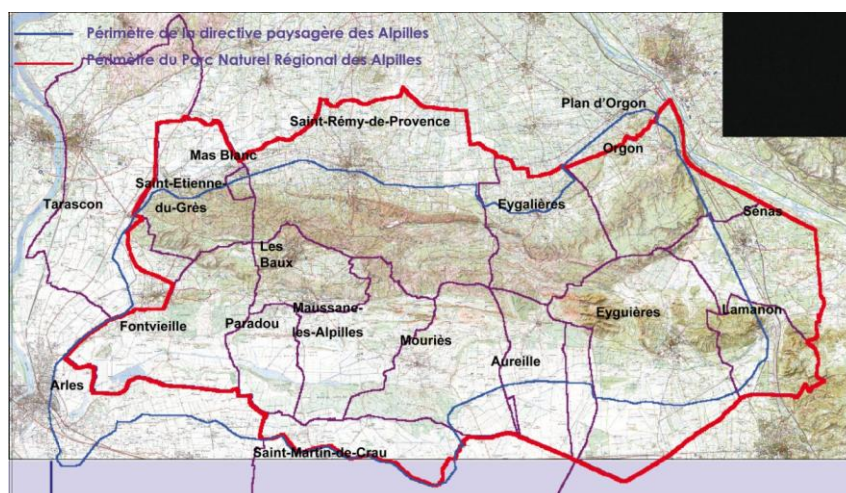 Périmètre de la directive paysagère des Alpilles
Périmètre du Parc Naturel Régional des Alpilles
Plan d'Orgon
Saint-Rémy-de-Provence
Orgon
Mas Blanc
Saint-Etienne-
du-Grès
Tarascon
Eygalières
Sénas
Les
Baux
Maussane-
les-Alpilles
Fontvieille
Paradou
Mouriès
Eyguières
Lamanon
Aureille
Arles
Saint-Martin-de-Crau